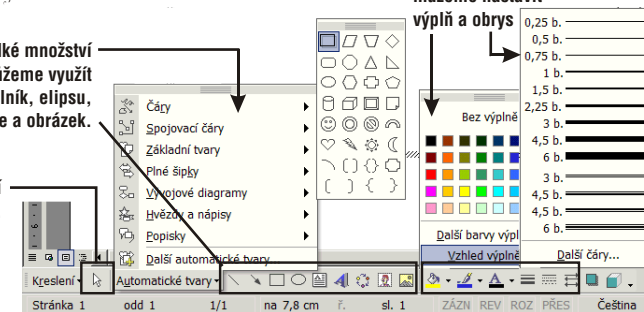 můžeme nastavit
výplň a obrys
lké množství
ůžeme využít
lník, elipsu,
e a obrázek.
í
Čáry
Spojovací čáry
Základní tvary
Plné šipky
Vývojové diagramy
Hvězdy a nápisy
Popisky
Další automatické tvary
Bez výplně
Další barvy výpl
Vzhled výplně
0,25 b.
0,5 b.
0,75 b.
1 b.
1,5 b.
2,25 b.
3 b.
4,5 b.
6 b.
3 b.
4,5 b.
4,5 b.
6 b.
Další čáry...
Kreslení
Automatické tvary
Stránka 1 odd 1 1/1 na 7,8 cm ř. sl. 1 ZÁZN REV ROZ PŘES Čeština